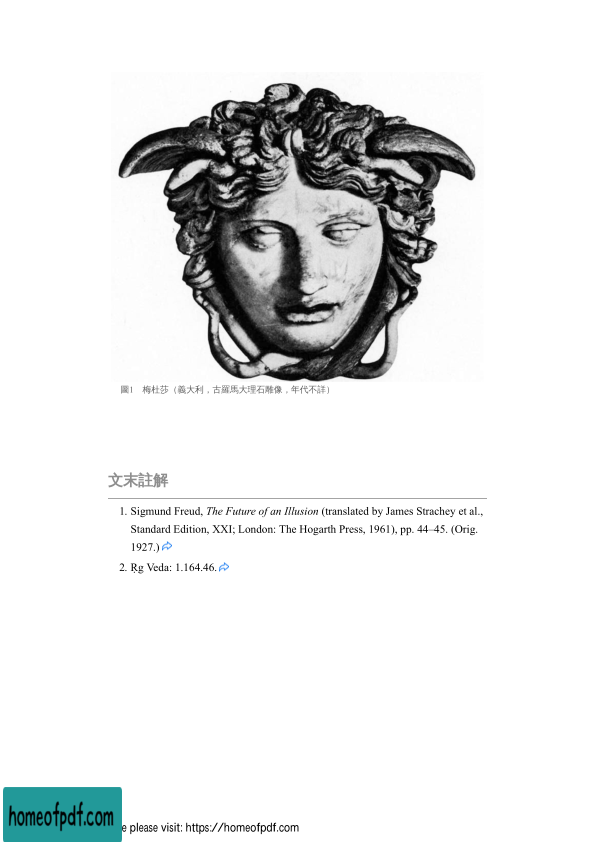 圖1 梅杜莎（義大利，古羅馬大理石雕像，年代不詳）
文末註解
1. Sigmund Freud, The Future of an Illusion (translated by James Strachey et al.,
Standard Edition, XXI; London: The Hogarth Press, 1961), pp. 44–45. (Orig.
1927.)
2. Ṛg Veda: 1.164.46.
homeofpdf.com
e please visit: https://homeofpdf.com